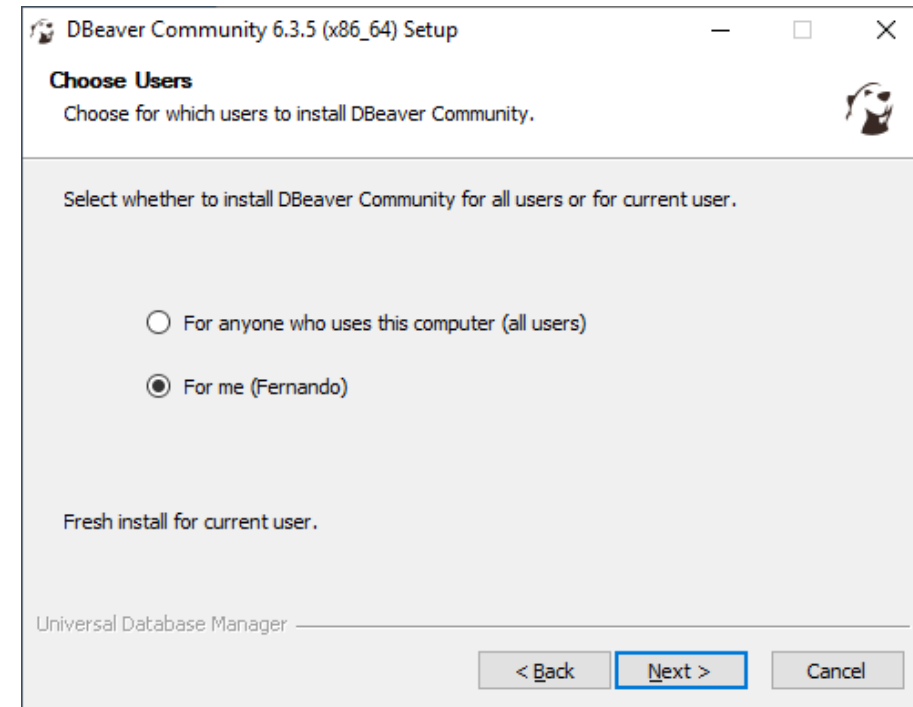 DBeaver Community 6.3.5 (x86_64) Setup
Choose Users
Choose for which users to install DBeaver Community.
Select whether to install DBeaver Community for all users or for current user.
For anyone who uses this computer (all users)
For me (Fernando)
Fresh install for current user.
Universal Database Manager
< Back Next > Cancel